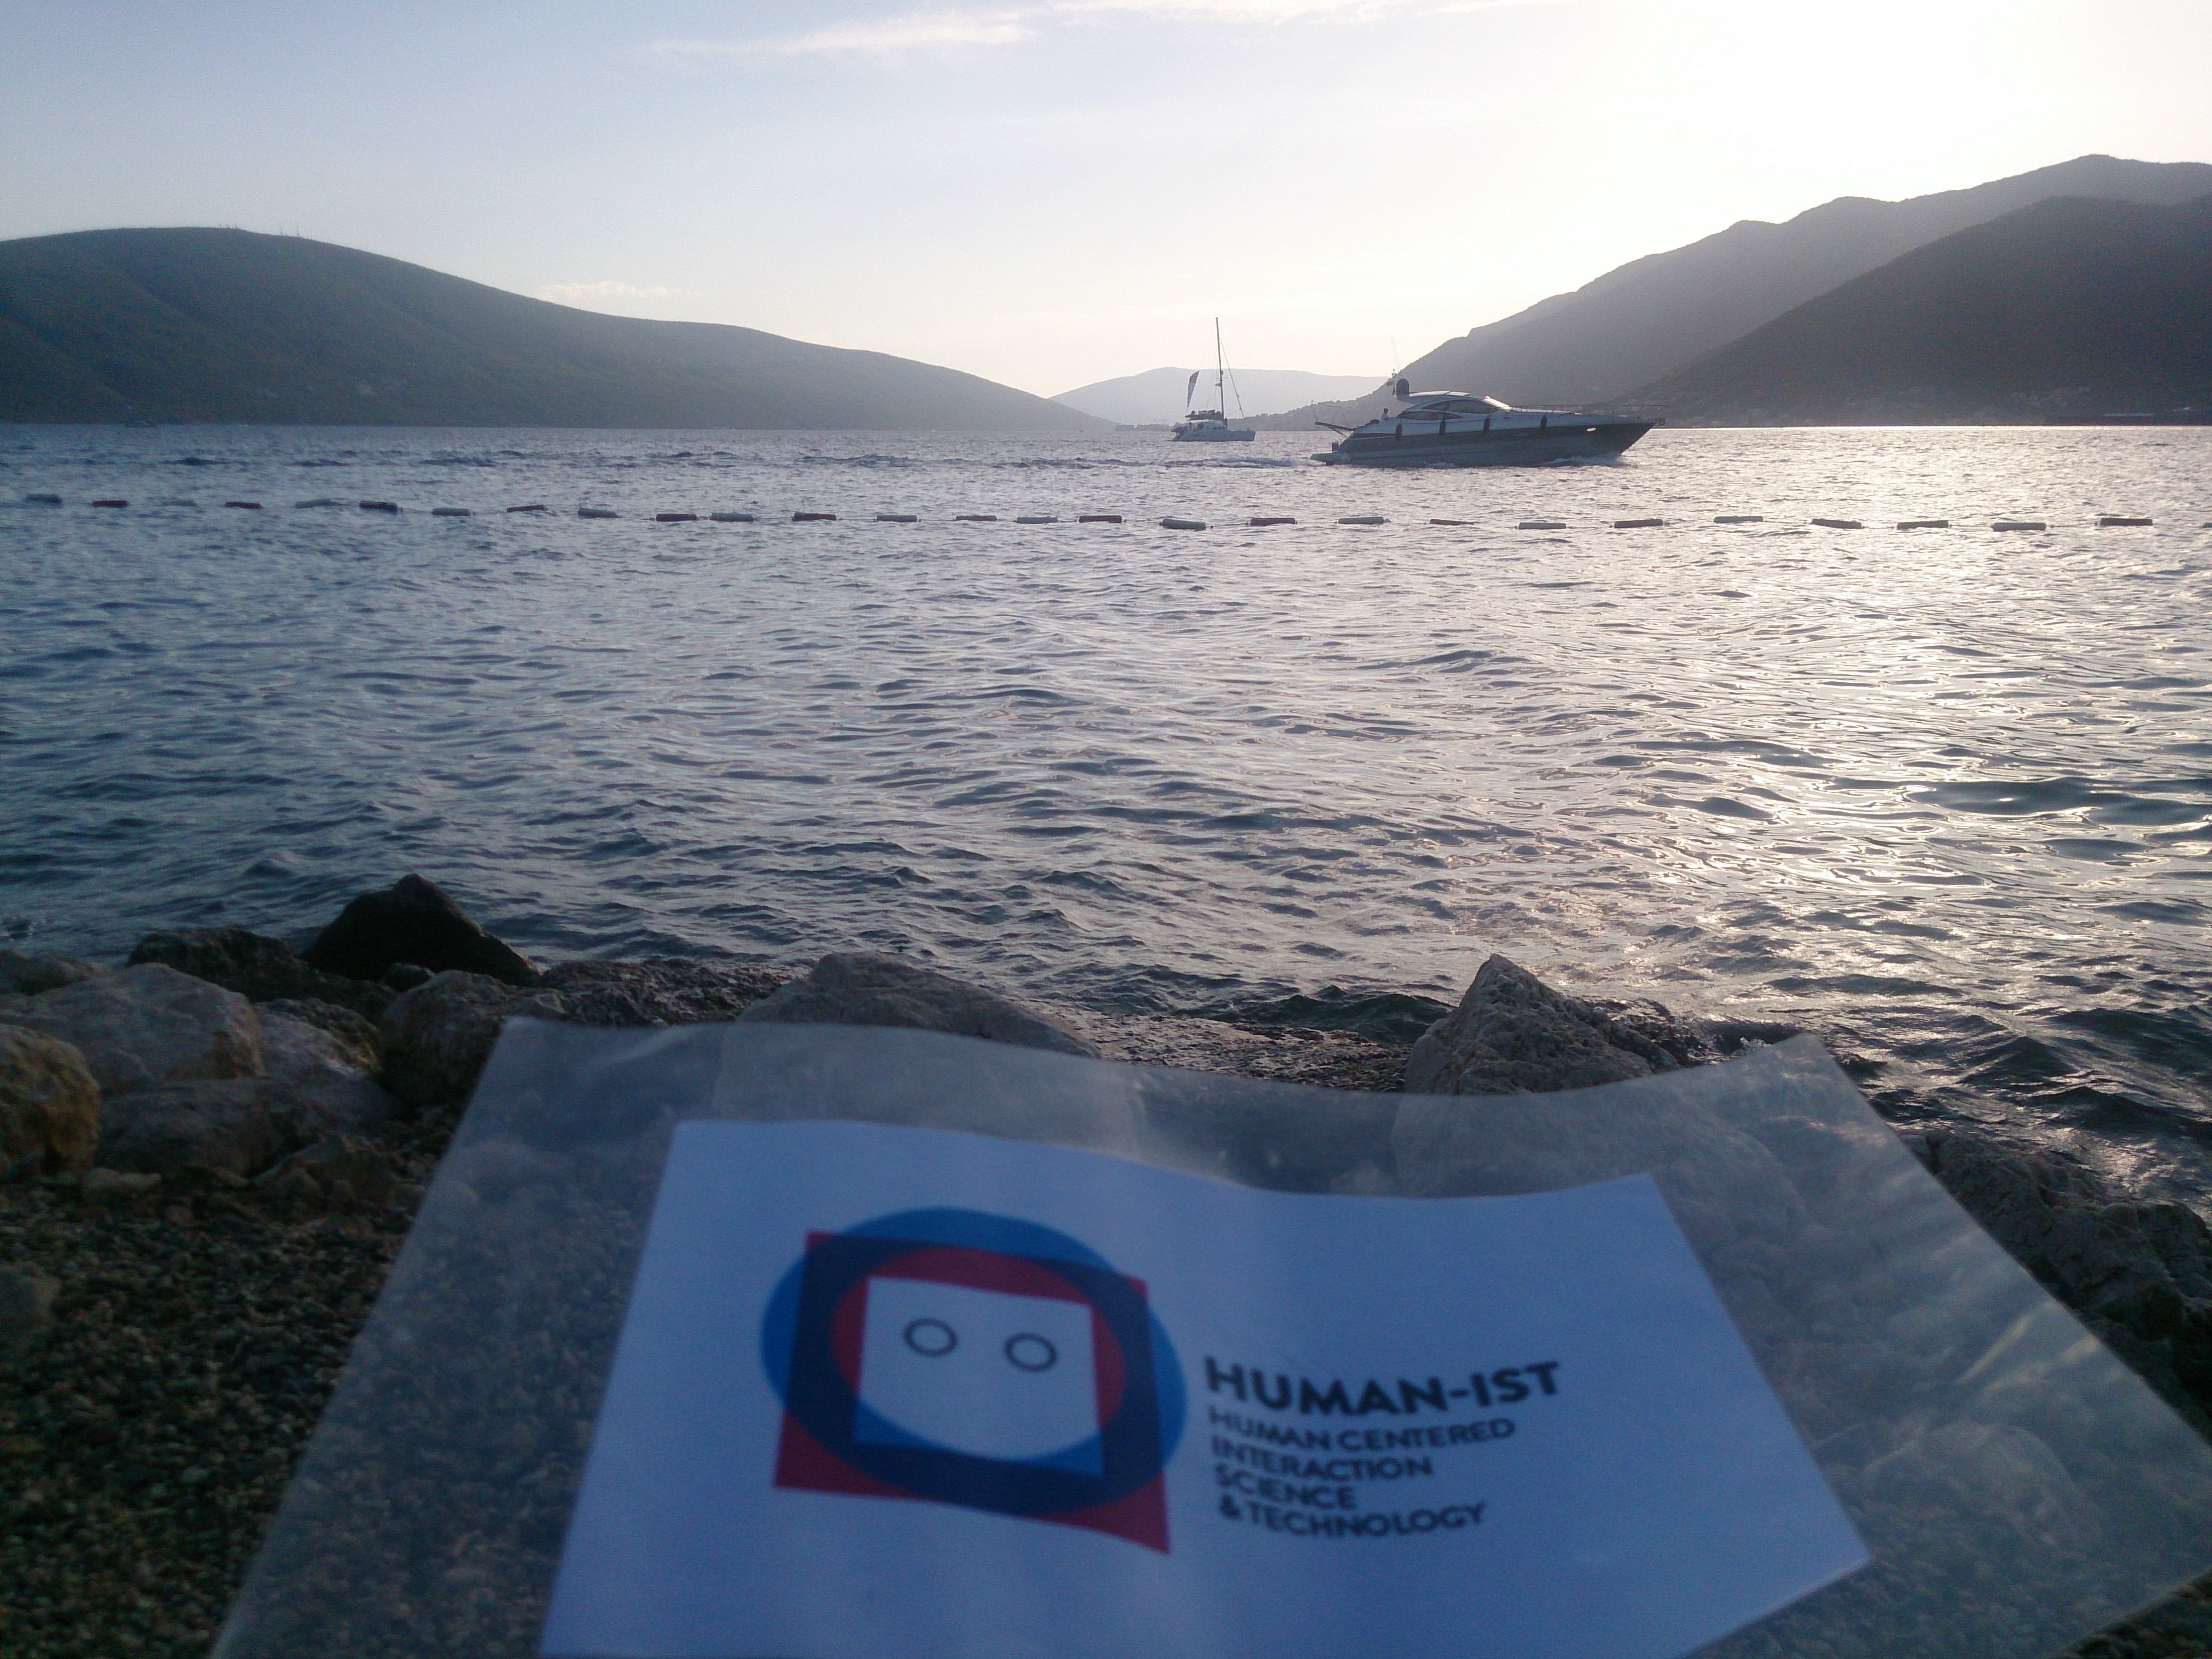 HUMAN-IST
HUMAN CENTERED
INTERACTION
SCIENCE
& TECHNOLOGY